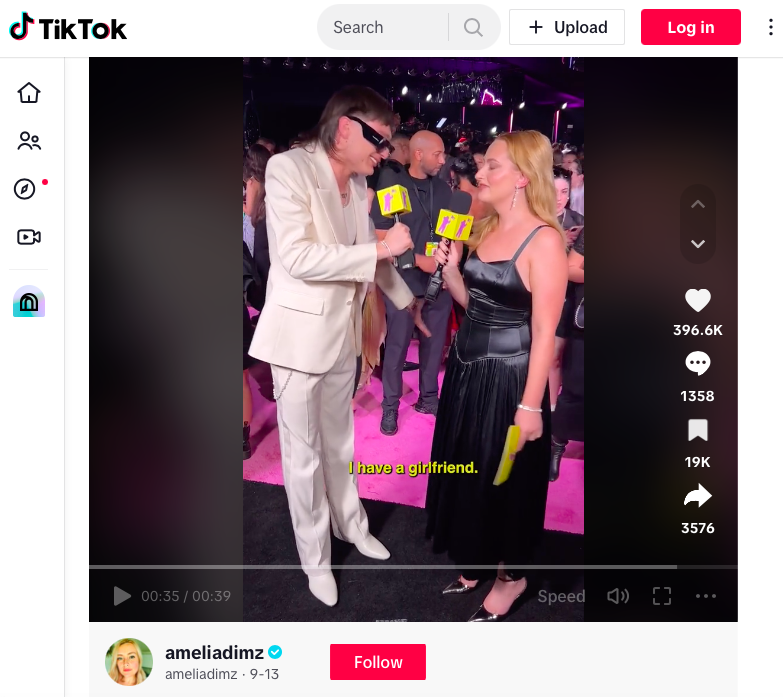 TikTok
Search
Upload
Log in
396.6K
1358
19K
3576
I have a girlfriend.
00:35 / 00:39
Speed
ameliadimz
ameliadimz · 9-13
Follow